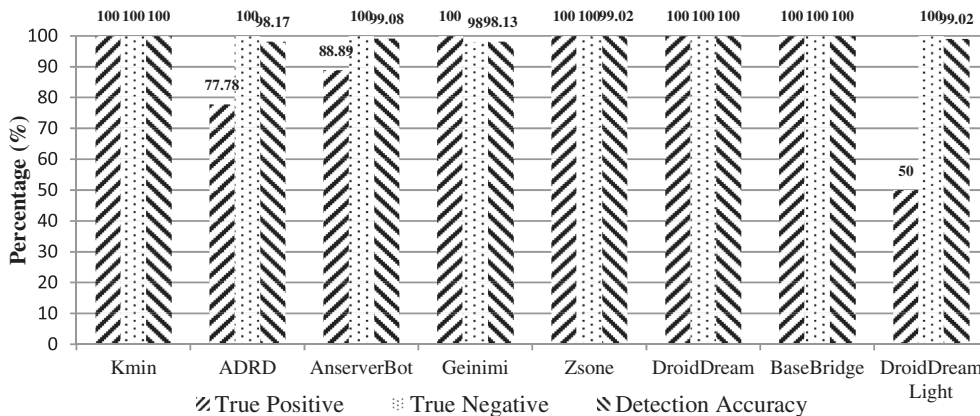 100 100 100 100 98.17 100 99.08 100 98 98.13 100 100 99.02 100 100 100 100 100 100 100 99.02
100
90 88.89
80 77.78
70
60
50 50
40
30
20
10
0
Percentage (%)
Kmin ADRD AnserverBot Geinimi Zsone DroidDream BaseBridge DroidDream
Light
True Positive True Negative Detection Accuracy